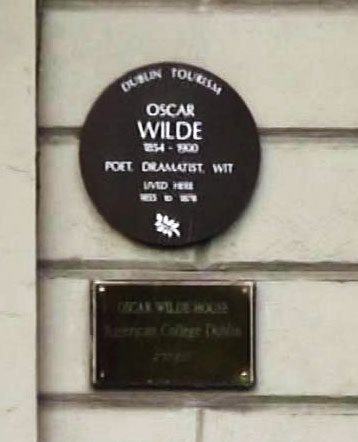 DUBLIN TOURISM
OSCAR
WILDE
1854 - 1900
POET. DRAMATIST, WIT
LIVED HERE
1855 to 1878
OSCAR WILDE HOUSE
American College Dublin